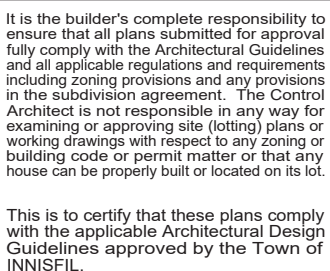 It is the builder's complete responsibility to
ensure that all plans submitted for approval
fully comply with the Architectural Guidelines
and all applicable regulations and requirements
including zoning provisions and any provisions
in the subdivision agreement. The Control
Architect is not responsible in any way for
examining or approving site (lotting) plans or
working drawings with respect to any zoning or
building code or permit matter or that any
house can be properly built or located on its lot.
This is to certify that these plans comply
with the applicable Architectural Design
Guidelines approved by the Town of
INNISFIL.